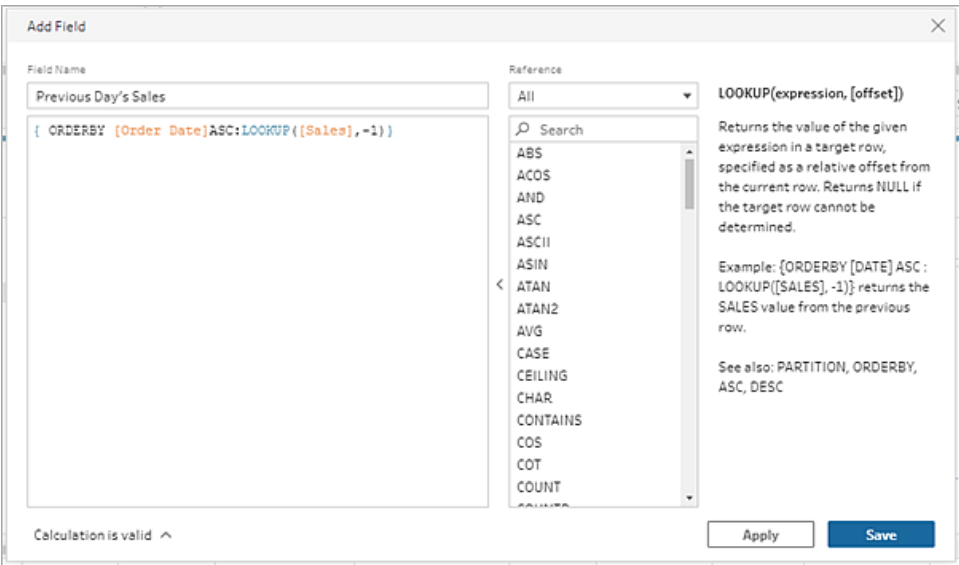 Add Field
Field Name
Previous Day's Sales
{ ORDERBY [Order Date]ASC:LOOKUP([Sales],-1)}
Calculation is valid
Reference
All
Search
ABS
ACOS
AND
ASC
ASCII
ASIN
ATAN
ATAN2
AVG
CASE
CEILING
CHAR
CONTAINS
COS
COT
COUNT
LOOKUP(expression, [offset])
Returns the value of the given
expression in a target row,
specified as a relative offset from
the current row. Returns NULL if
the target row cannot be
determined.
Example: {ORDERBY [DATE] ASC :
LOOKUP([SALES], -1)} returns the
SALES value from the previous
row.
See also: PARTITION, ORDERBY,
ASC, DESC
Apply
Save